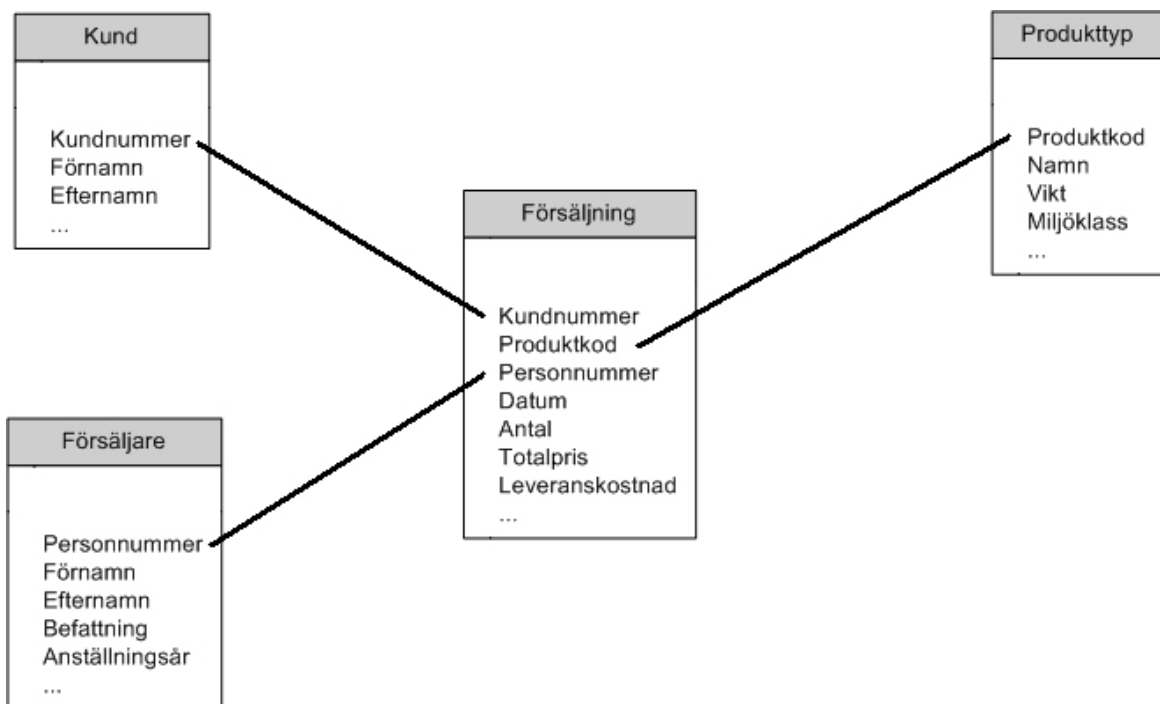 Kund
Kundnummer
Förnamn
Efternamn
...
Produkttyp
Produktkod
Namn
Vikt
Miljöklass
...
Försäljning
Kundnummer
Produktkod
Personnummer
Datum
Antal
Totalpris
Leveranskostnad
...
Försäljare
Personnummer
Förnamn
Efternamn
Befattning
Anställningsår
...